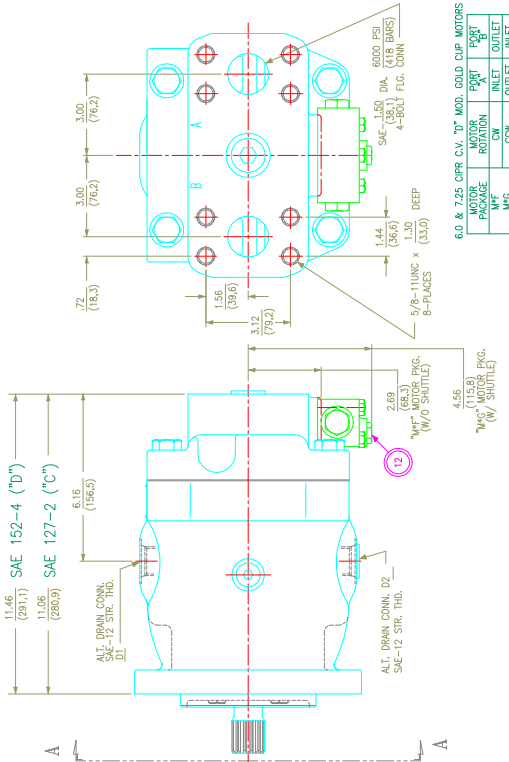 3.00
(76,2)
3.00
(76,2)
.72
(18,3)
B
A
1.56
(39,6)
3.12
(79,2)
6000 PSI
(418 BARS)
SAE-1.50 DIA.
(38,1)
4-BOLT FLG. CONN
1.44
(36,6)
5/8-11UNC x 1.30 DEEP
(33,0)
8-PLACES
6.0 & 7.25 CIPR C.V. "D" MOD. GOLD CUP MOTORS
MOTOR PACKAGE MOTOR ROTATION PORT "A" PORT "B"
M*F CW INLET OUTLET
M*G CCW OUTLET INLET
11.46
(291,1)
SAE 152-4 ("D")
11.06
(280,9)
SAE 127-2 ("C")
6.16
(156,5)
ALT. DRAIN CONN.
SAE-12 STR. THD.
D1
ALT. DRAIN CONN. D2
SAE-12 STR. THD.
2.69
(68,3)
"M*F" MOTOR PKG.
(W/O SHUTTLE)
4.56
(115,8)
"M*G" MOTOR PKG.
(W/ SHUTTLE)
12
A
A